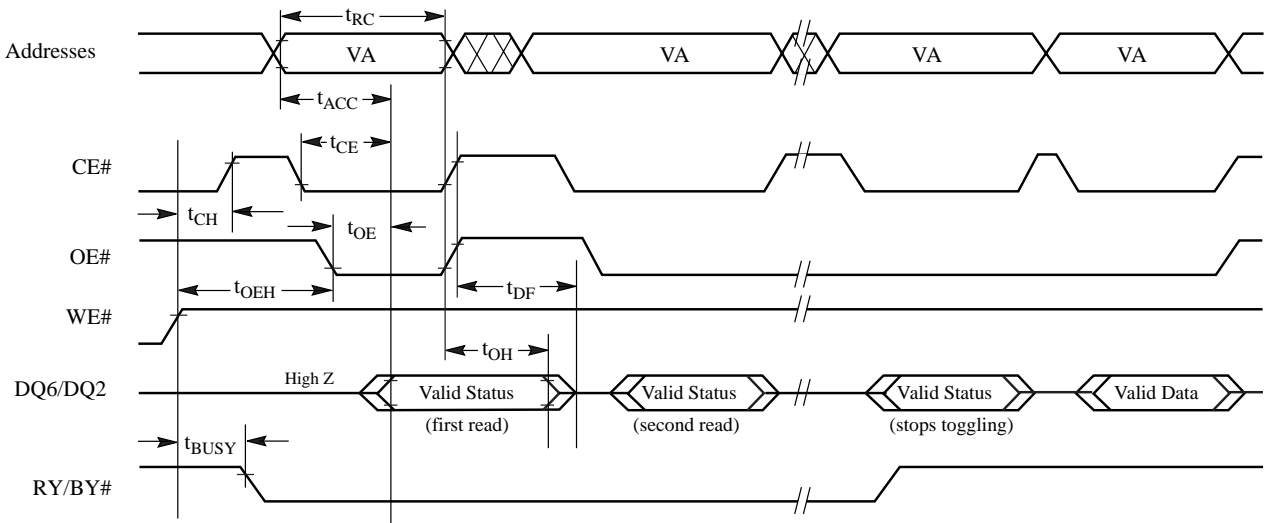 tRC
Addresses VA VA VA VA
tACC
tCE
CE#
tCH tOE
OE#
tOEH tDF
WE#
tOH
High Z
DQ6/DQ2 Valid Status Valid Status Valid Status Valid Data
(first read) (second read) (stops toggling)
tBUSY
RY/BY#